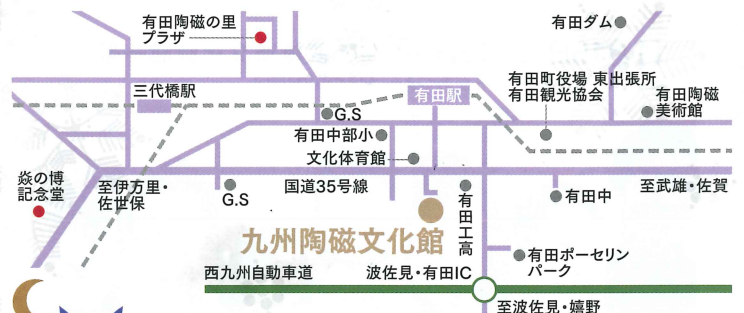 有田陶磁の里
プラザ
有田ダム
三代橋駅
有田駅
有田町役場 東出張所
有田観光協会
有田陶磁
美術館
G.S
有田中部小
文化体育館
焱の博
記念堂
至伊万里・
佐世保
G.S
国道35号線
有田工高
有田中
至武雄・佐賀
九州陶磁文化館
有田ポーセリン
パーク
西九州自動車道
波佐見・有田IC
至波佐見・嬉野